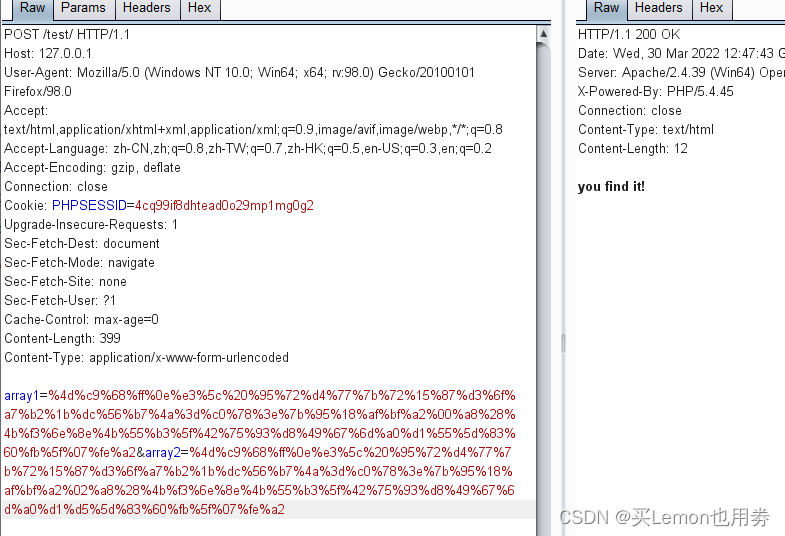 Raw Params Headers Hex
POST /test/ HTTP/1.1
Host: 127.0.0.1
User-Agent: Mozilla/5.0 (Windows NT 10.0; Win64; x64; rv:98.0) Gecko/20100101
Firefox/98.0
Accept:
text/html,application/xhtml+xml,application/xml;q=0.9,image/avif,image/webp,*/*;q=0.8
Accept-Language: zh-CN,zh;q=0.8,zh-TW;q=0.7,zh-HK;q=0.5,en-US;q=0.3,en;q=0.2
Accept-Encoding: gzip, deflate
Connection: close
Cookie: PHPSESSID=4cq99if8dhtead0o29mp1mg0g2
Upgrade-Insecure-Requests: 1
Sec-Fetch-Dest: document
Sec-Fetch-Mode: navigate
Sec-Fetch-Site: none
Sec-Fetch-User: ?1
Cache-Control: max-age=0
Content-Length: 399
Content-Type: application/x-www-form-urlencoded
array1=%4d%c9%68%ff%0e%e3%5c%20%95%72%d4%77%7b%72%15%87%d3%6f%
a7%b2%1b%dc%56%b7%4a%3d%c0%78%3e%7b%95%18%af%bf%a2%00%a8%28%
4b%f3%6e%8e%4b%55%b3%5f%42%75%93%d8%49%67%6d%a0%d1%55%5d%83%
60%fb%5f%07%fe%a2&array2=%4d%c9%68%ff%0e%e3%5c%20%95%72%d4%77%7
b%72%15%87%d3%6f%a7%b2%1b%dc%56%b7%4a%3d%c0%78%3e%7b%95%18%
af%bf%a2%02%a8%28%4b%f3%6e%8e%4b%55%b3%5f%42%75%93%d8%49%67%6
d%a0%d1%d5%5d%83%60%fb%5f%07%fe%a2
Raw Headers Hex
HTTP/1.1 200 OK
Date: Wed, 30 Mar 2022 12:47:43 G
Server: Apache/2.4.39 (Win64) Open
X-Powered-By: PHP/5.4.45
Connection: close
Content-Type: text/html
Content-Length: 12
you find it!
CSDN @买Lemon也用劵